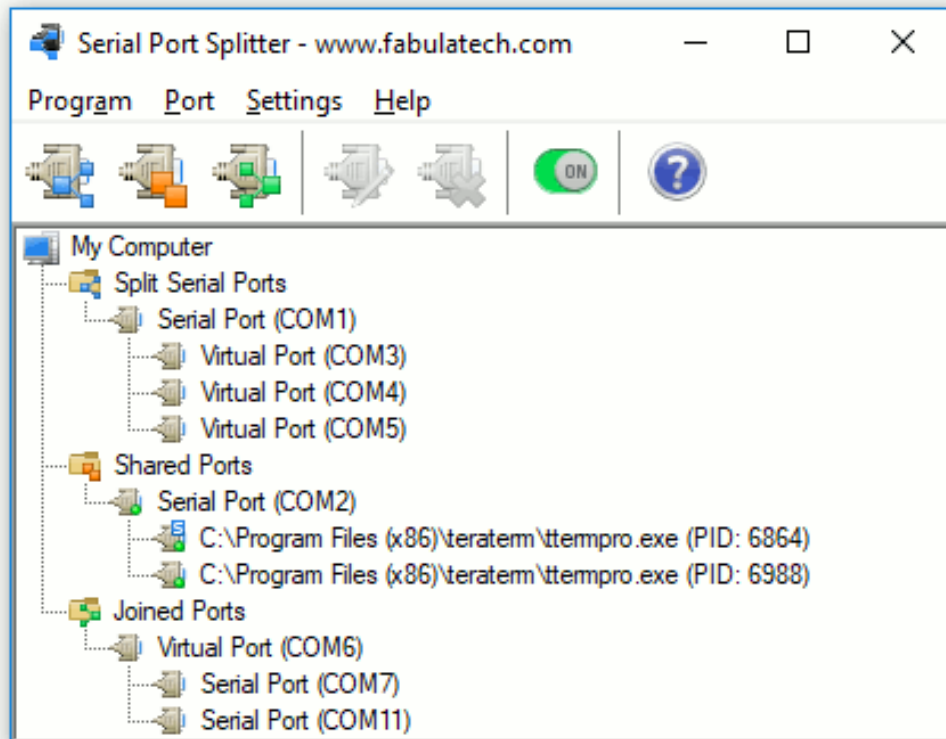 Serial Port Splitter - www.fabulatech.com
Program Port Settings Help
ON ?
My Computer
Split Serial Ports
Serial Port (COM1)
Virtual Port (COM3)
Virtual Port (COM4)
Virtual Port (COM5)
Shared Ports
Serial Port (COM2)
S
C:\Program Files (x86)\teraterm\ttermpro.exe (PID: 6864)
C:\Program Files (x86)\teraterm\ttermpro.exe (PID: 6988)
Joined Ports
Virtual Port (COM6)
Serial Port (COM7)
Serial Port (COM11)